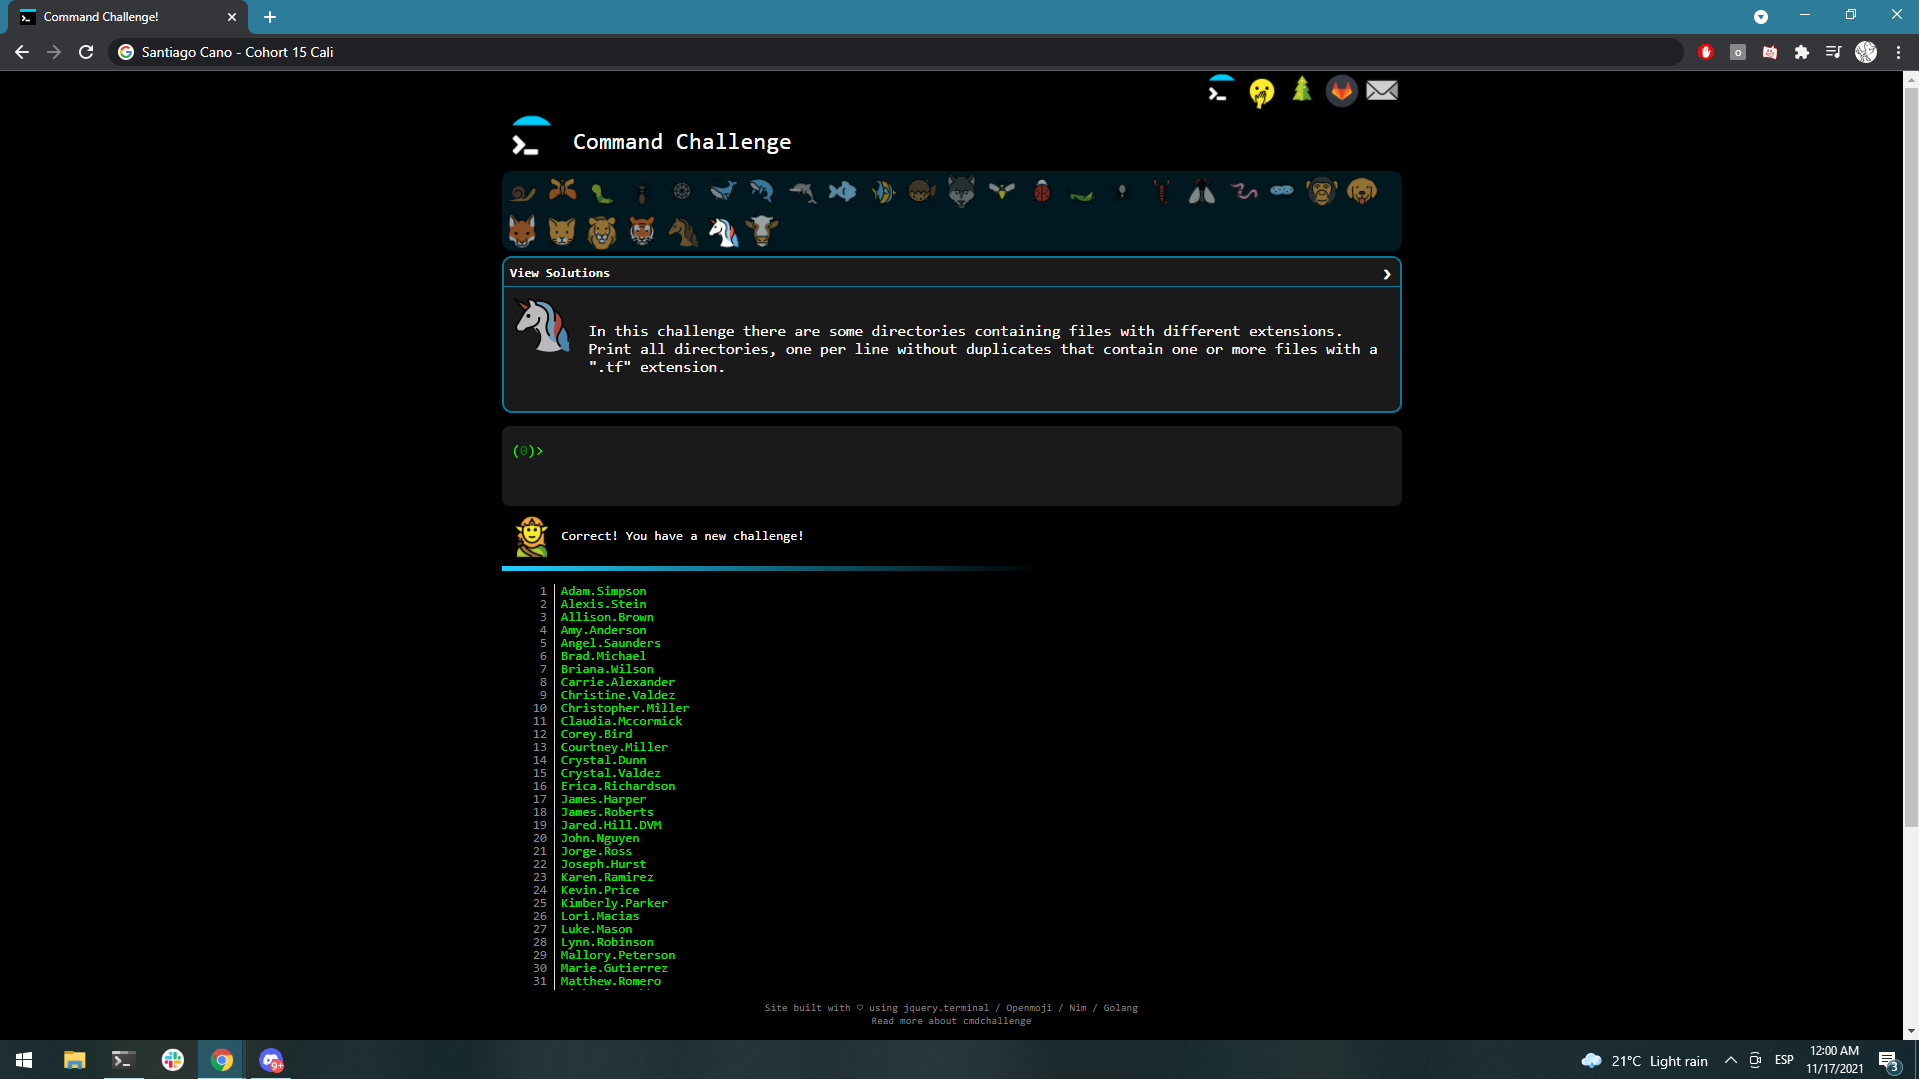 Command Challenge!
Santiago Cano - Cohort 15 Cali
Command Challenge
View Solutions
In this challenge there are some directories containing files with different extensions.
Print all directories, one per line without duplicates that contain one or more files with a
".tf" extension.
(0)>
Correct! You have a new challenge!
1 Adam.Simpson
2 Alexis.Stein
3 Allison.Brown
4 Amy.Anderson
5 Angel.Saunders
6 Brad.Michael
7 Briana.Wilson
8 Carrie.Alexander
9 Christine.Valdez
10 Christopher.Miller
11 Claudia.Mccormick
12 Corey.Bird
13 Courtney.Miller
14 Crystal.Dunn
15 Crystal.Valdez
16 Erica.Richardson
17 James.Harper
18 James.Roberts
19 Jared.Hill.DVM
20 John.Nguyen
21 Jorge.Ross
22 Joseph.Hurst
23 Karen.Ramirez
24 Kevin.Price
25 Kimberly.Parker
26 Lori.Macias
27 Luke.Mason
28 Lynn.Robinson
29 Mallory.Peterson
30 Marie.Gutierrez
31 Matthew.Romero
Site built with ♡ using jquery.terminal / Openmoji / Nim / Golang
Read more about cmdchallenge
9+
21°C Light rain
ESP
12:00 AM
11/17/2021
3